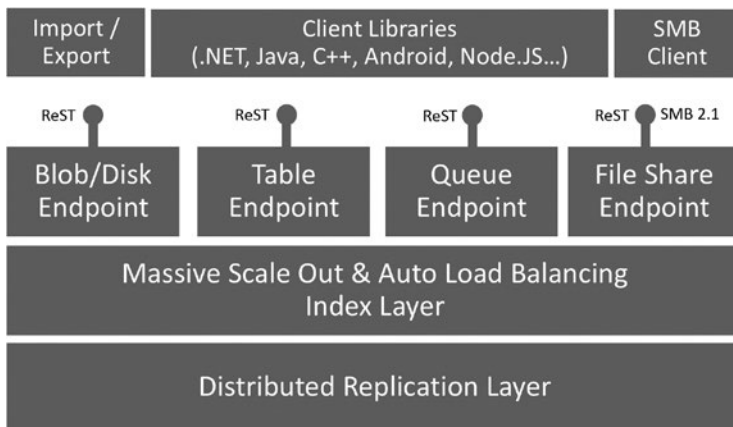 Import /
Export
Client Libraries
(.NET, Java, C++, Android, Node.JS...)
SMB
Client
ReST
ReST
ReST
ReST
SMB 2.1
Blob/Disk
Endpoint
Table
Endpoint
Queue
Endpoint
File Share
Endpoint
Massive Scale Out & Auto Load Balancing
Index Layer
Distributed Replication Layer